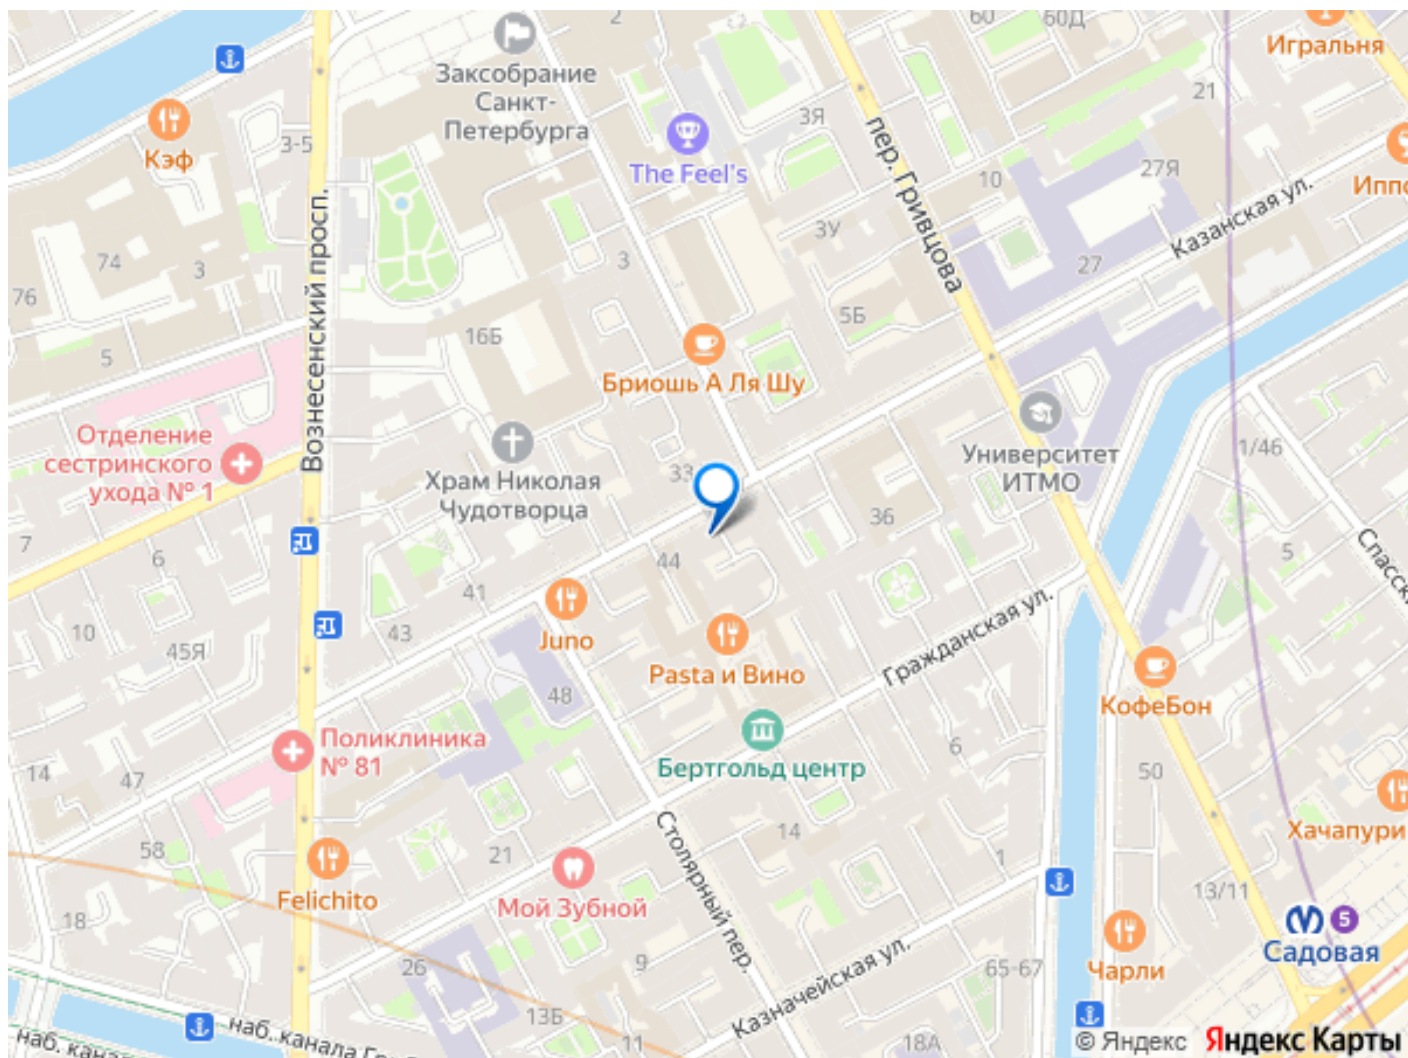 2
60
60Д
Игральня
Заксобрание
Санкт-
Петербурга
21
3Я
The Feel's
пер. Гривцова
Кэф
3-5
27Я
10
Казанская ул.
3У
Вознесенский просп.
74
3
3
27
76
5Б
16Б
5
Бриошь А Ля Шу
Отделение
сестринского
ухода № 1
Храм Николая
Чудотворца
33
Университет
ИТМО
1/46
36
7
6
44
5
41
10
43
45Я
Juno
Гражданская ул.
Pasta и Вино
48
КофеБон
Поликлиника
№ 81
14
47
6
Бертгольд центр
50
Столярный пер.
14
Хачапури
58
21
1
Felichito
Мой Зубной
13/11
18
5
Садовая
26
9
Казначейская ул.
65-67
Чарли
13Б
11
18А
© Яндекс
Яндекс Карты